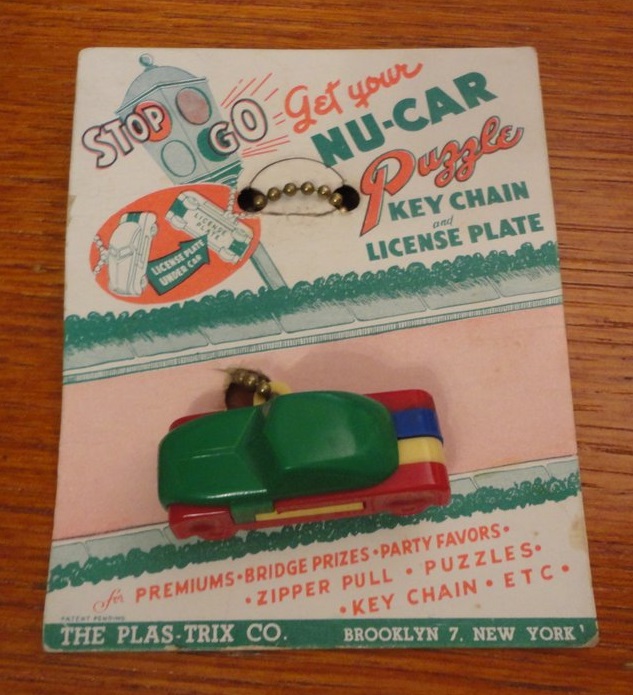 STOP GO
Get your
NU-CAR
Puzzle
KEY CHAIN
and
LICENSE PLATE
LICENSE PLATE
LICENSE PLATE
UNDER CAR
for PREMIUMS • BRIDGE PRIZES • PARTY FAVORS •
• ZIPPER PULL • PUZZLES •
• KEY CHAIN • ETC •
PATENT PENDING
THE PLAS-TRIX CO. BROOKLYN 7, NEW YORK